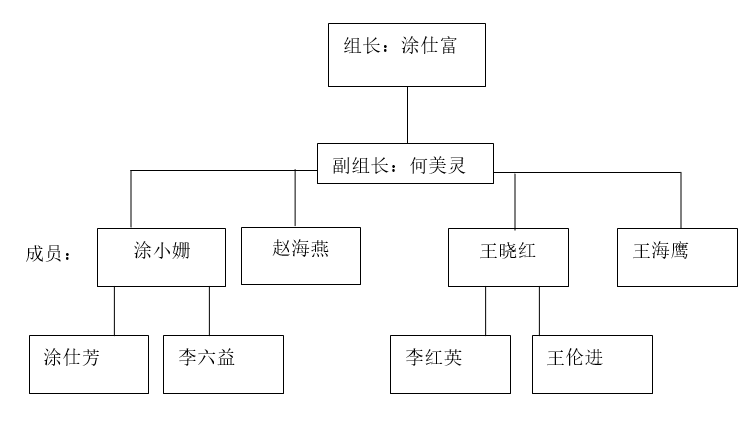 组长：涂仕富
副组长：何美灵
成员：
涂小姗
赵海燕
王晓红
王海鹰
涂仕芳
李六益
李红英
王伦进